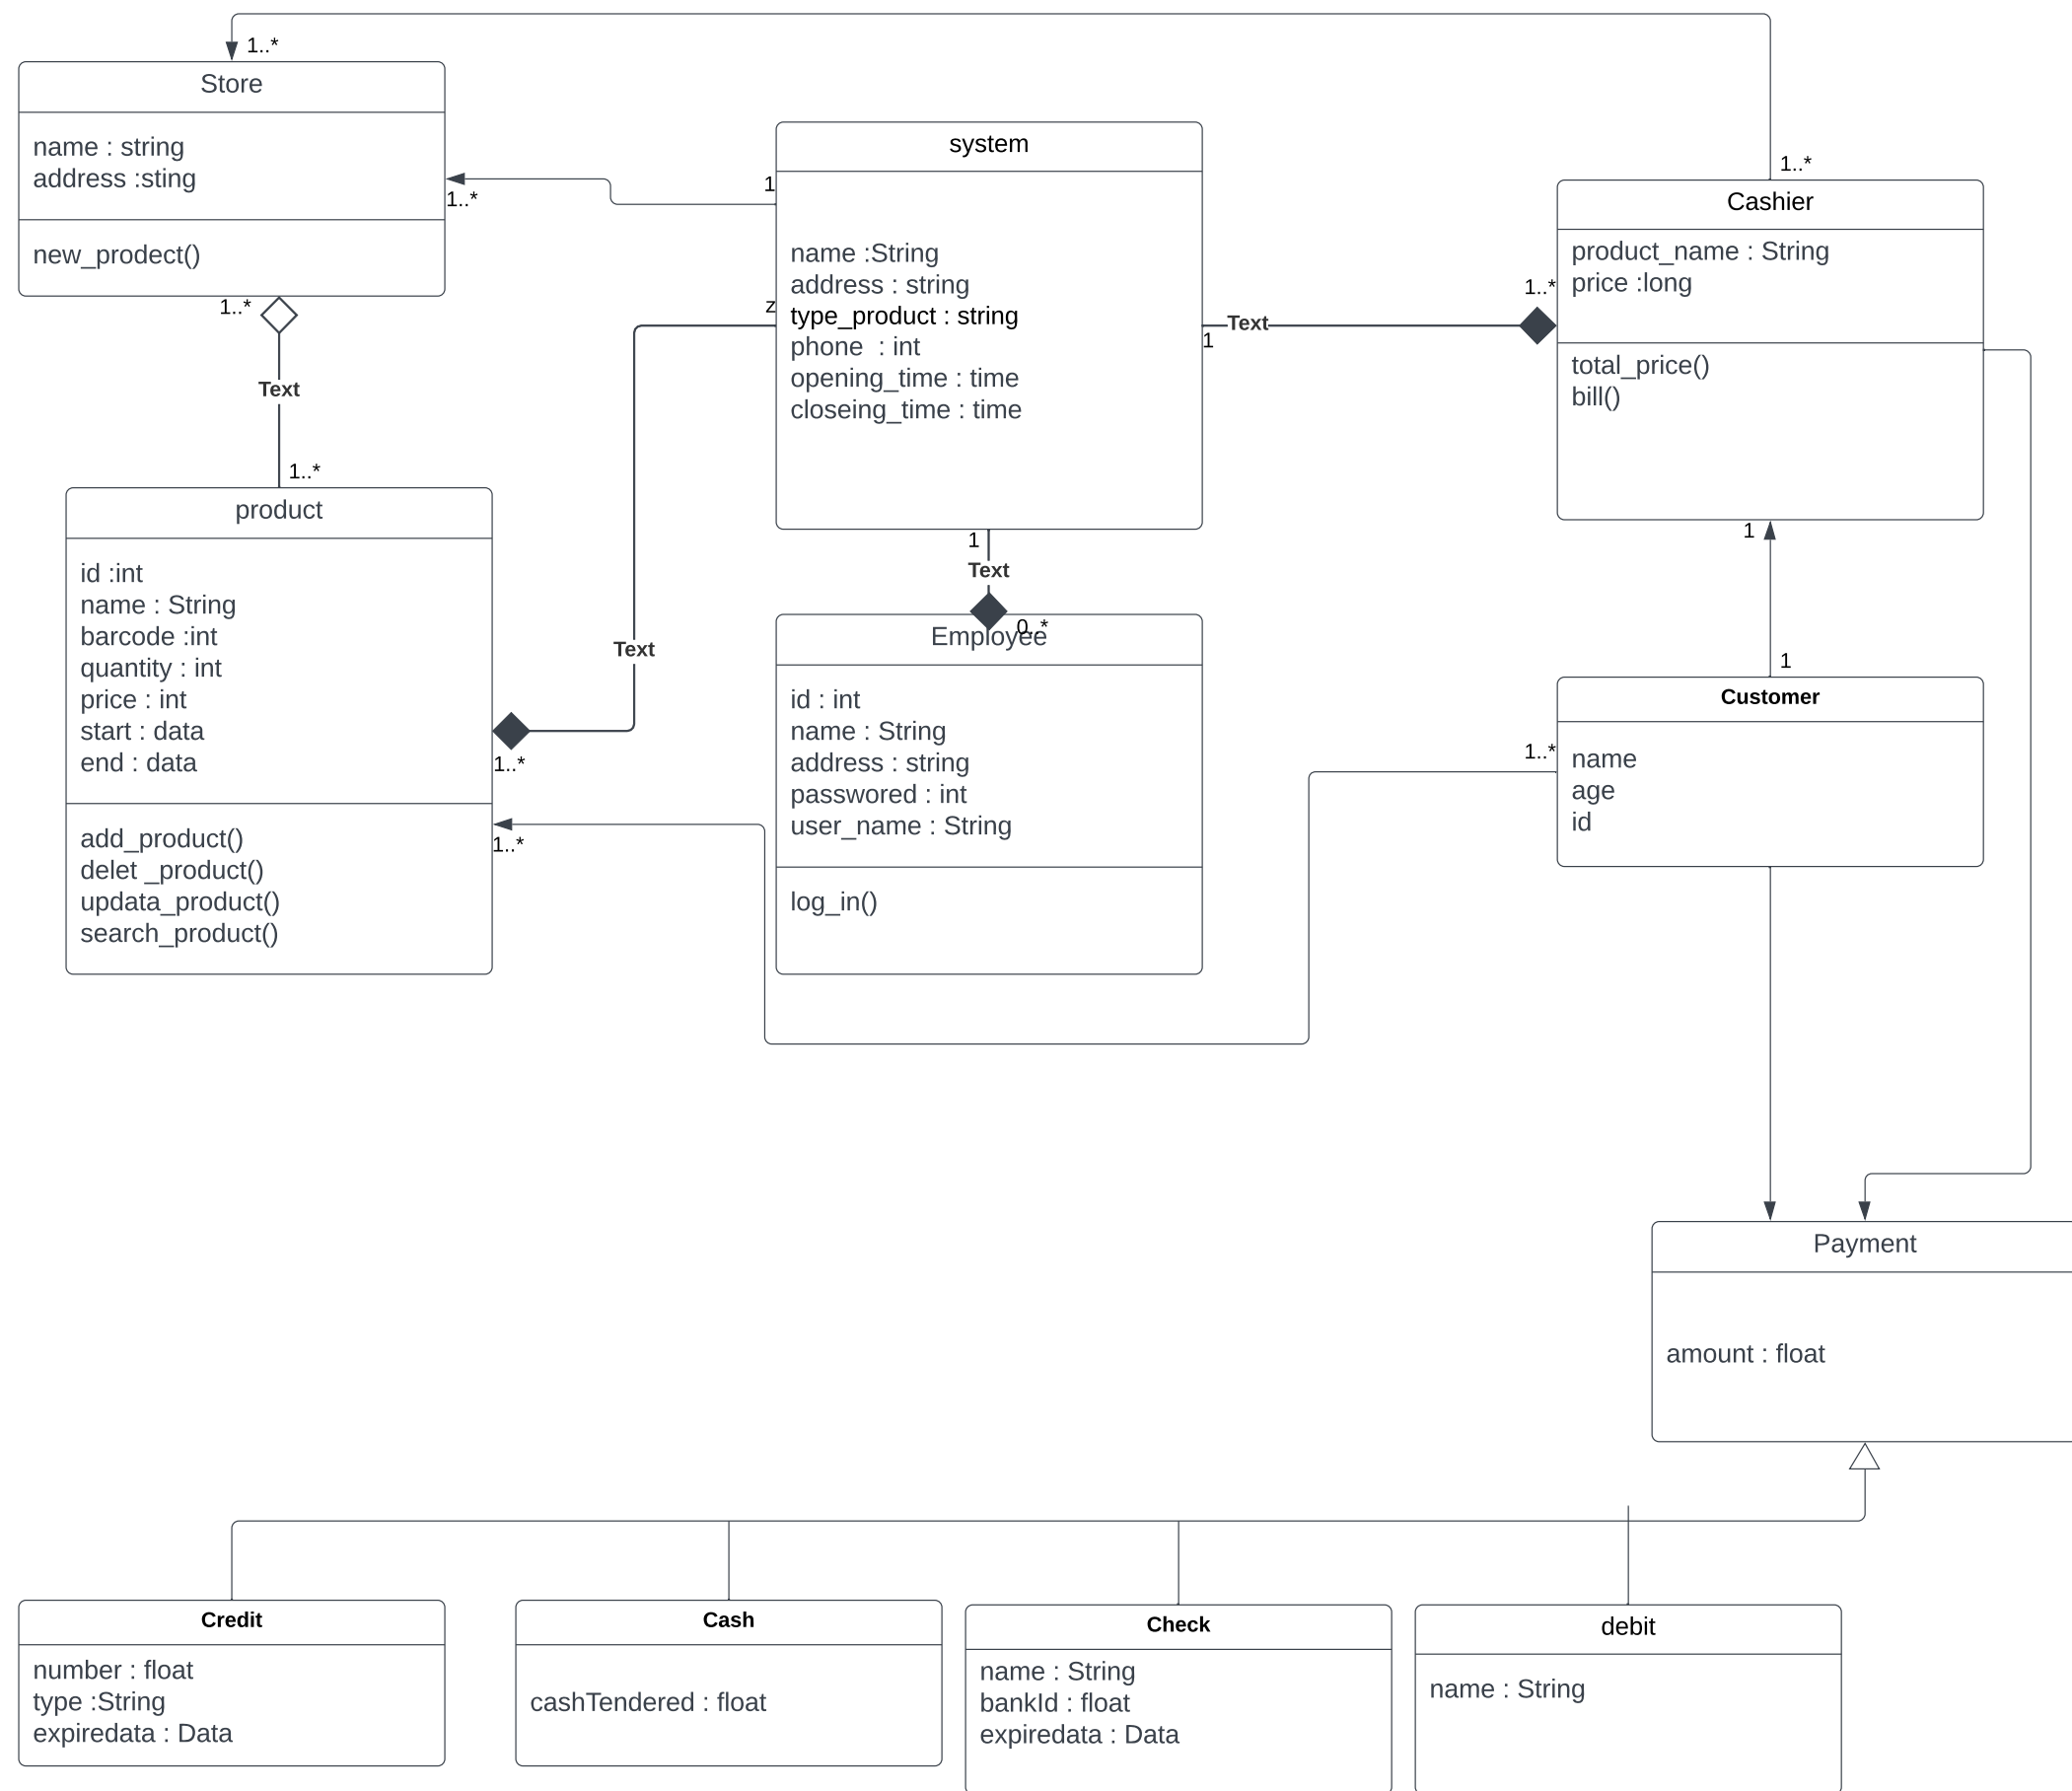 1..*
Store
name : string
address :sting
new_prodect()
1..*
1..*
Text
1..*
system
1
z
name :String
address : string
type_product : string
phone  : int
opening_time : time
closeing_time : time
1
Text
1..*
1..*
Cashier
product_name : String
price :long
total_price()
bill()
1
product
id :int
name : String
barcode :int
quantity : int
price : int
start : data
end : data
add_product()
delet _product()
updata_product()
search_product()
Text
1..*
1..*
1
Text
0..*
Employee
id : int
name : String
address : string
passwored : int
user_name : String
log_in()
1
Customer
1..*
name
age
id
Payment
amount : float
Credit
number : float
type :String
expiredata : Data
Cash
cashTendered : float
Check
name : String
bankId : float
expiredata : Data
debit
name : String